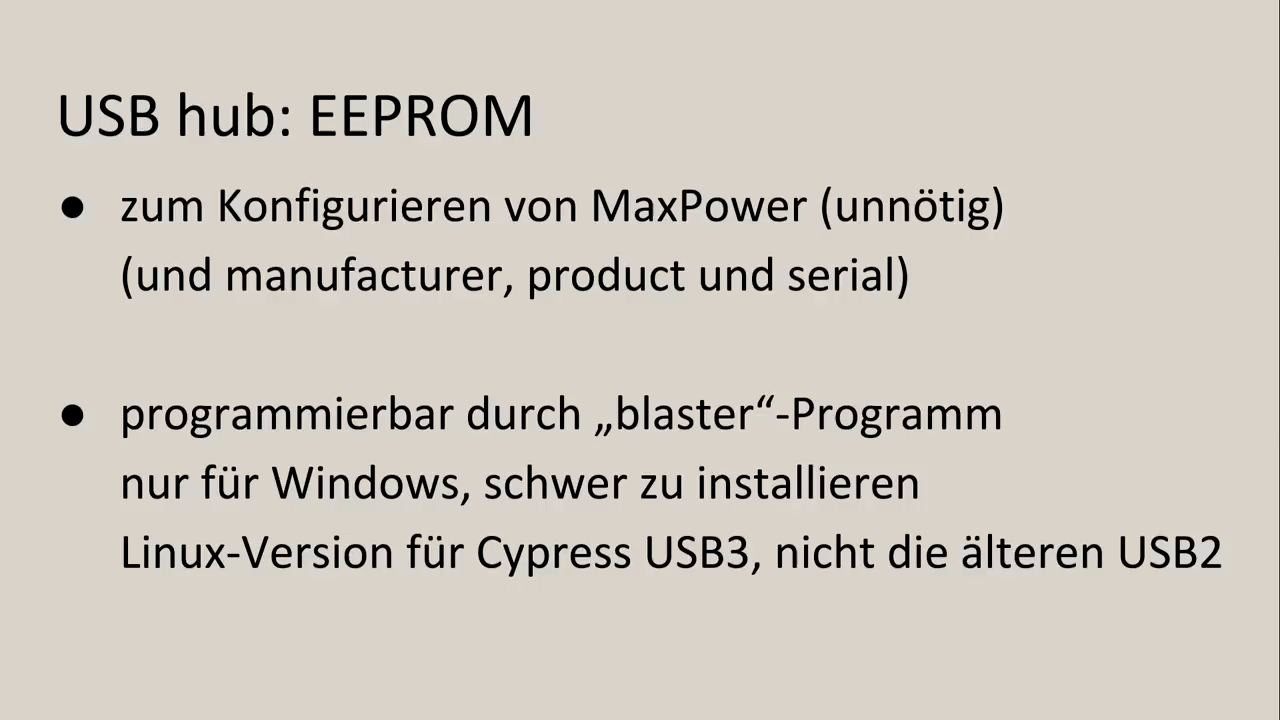 USB hub: EEPROM
● zum Konfigurieren von MaxPower (unnötig)
(und manufacturer, product und serial)
● programmierbar durch „blaster“-Programm
nur für Windows, schwer zu installieren
Linux-Version für Cypress USB3, nicht die älteren USB2